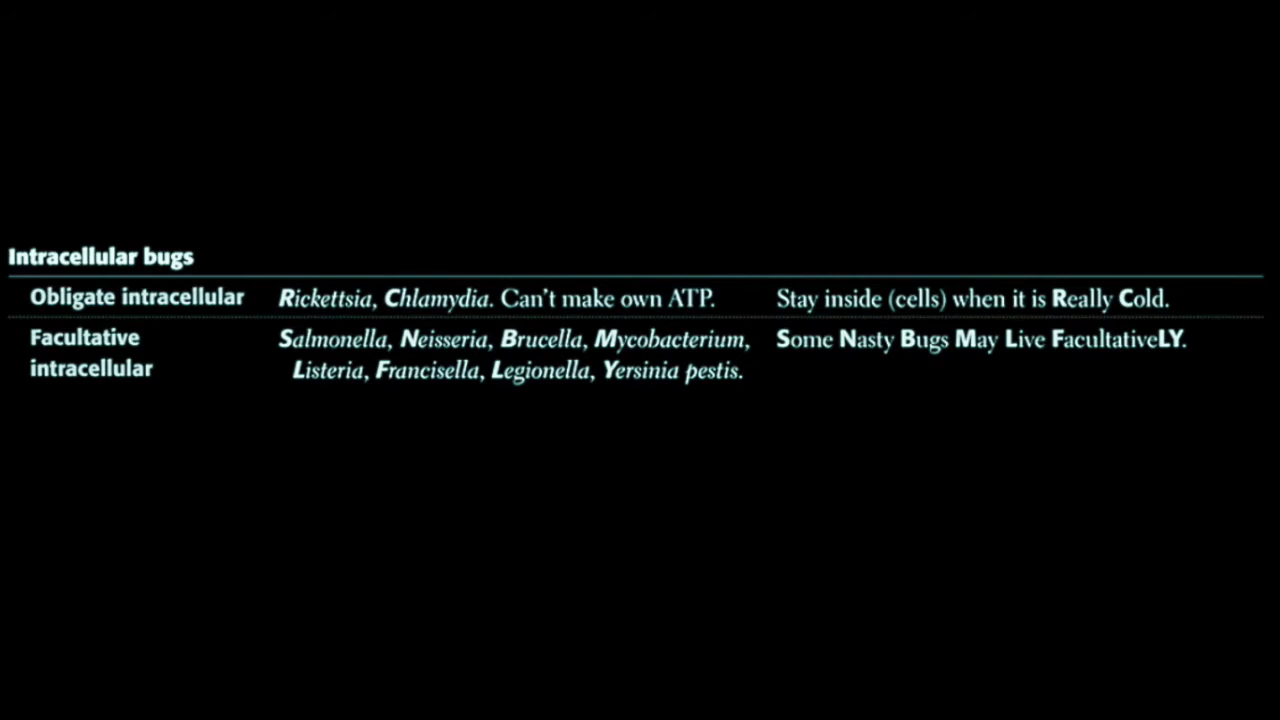 Intracellular bugs
Obligate intracellular Rickettsia, Chlamydia. Can't make own ATP. Stay inside (cells) when it is Really Cold.
Facultative Salmonella, Neisseria, Brucella, Mycobacterium, Some Nasty Bugs May Live FacultativeLY.
intracellular Listeria, Francisella, Legionella, Yersinia pestis.